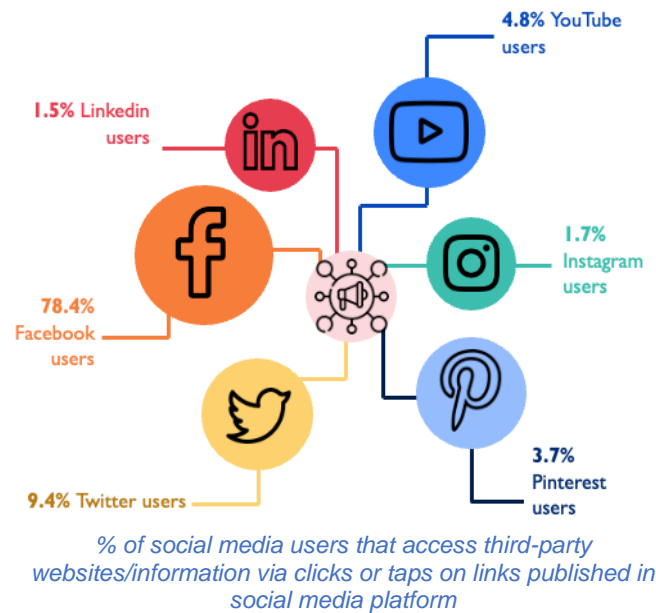 4.8% YouTube
users
1.5% Linkedin
users
in
1.7%
Instagram
users
78.4%
Facebook
users
3.7%
Pinterest
users
9.4% Twitter users
% of social media users that access third-party
websites/information via clicks or taps on links published in
social media platform